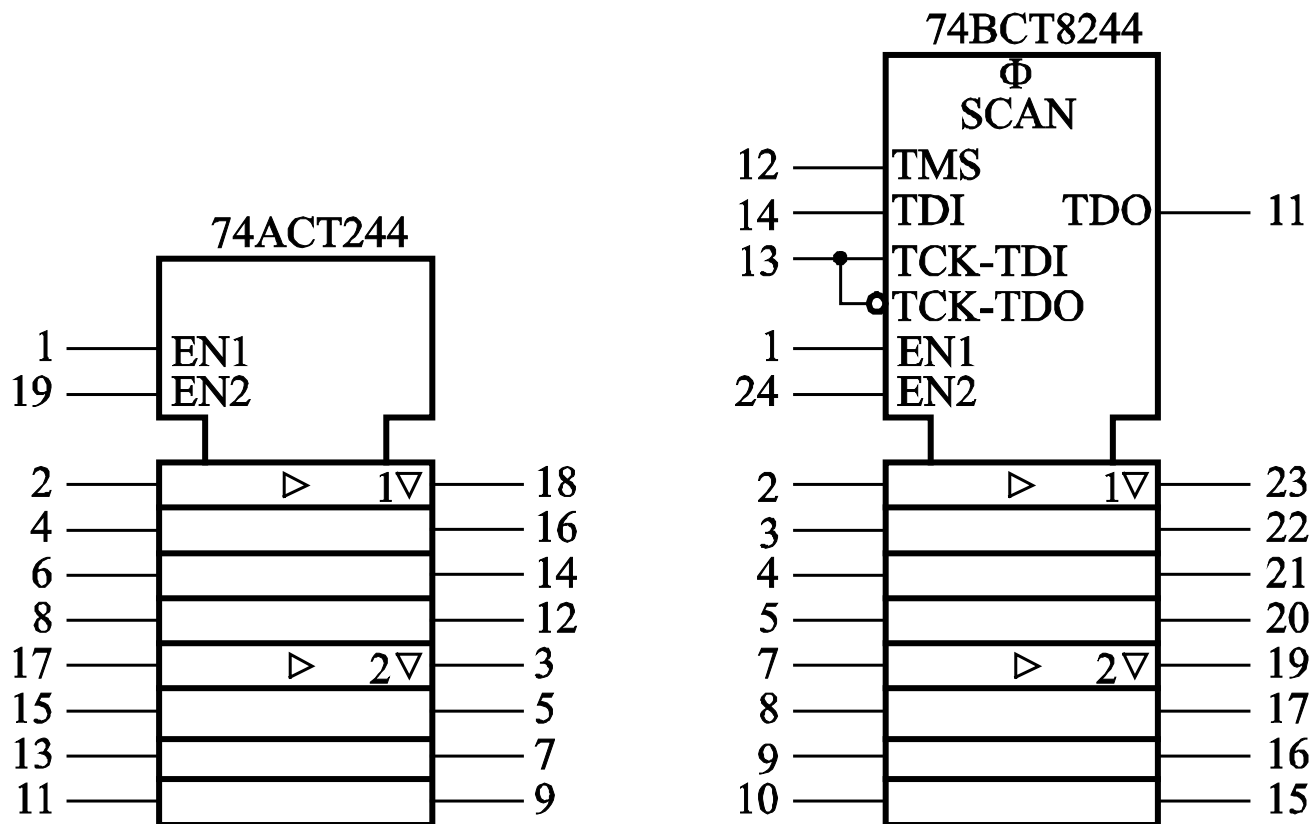 74BCT8244
Φ
SCAN
12 TMS
14 TDI TDO 11
13 TCK-TDI
TCK-TDO
1 EN1
24 EN2
2 1 23
3 22
4 21
5 20
7 2 19
8 17
9 16
10 15
74ACT244
1 EN1
19 EN2
2 1 18
4 16
6 14
8 12
17 2 3
15 5
13 7
11 9